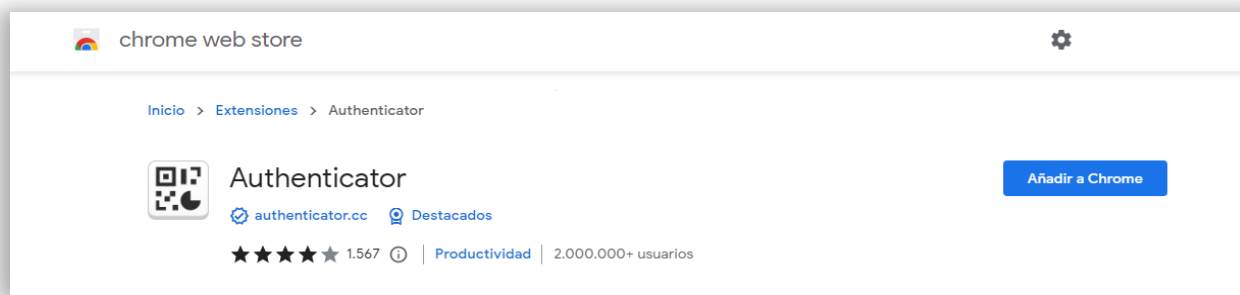 chrome web store
Inicio > Extensiones > Authenticator
Authenticator
Añadir a Chrome
authenticator.cc Destacados
1.567 Productividad 2.000.000+ usuarios